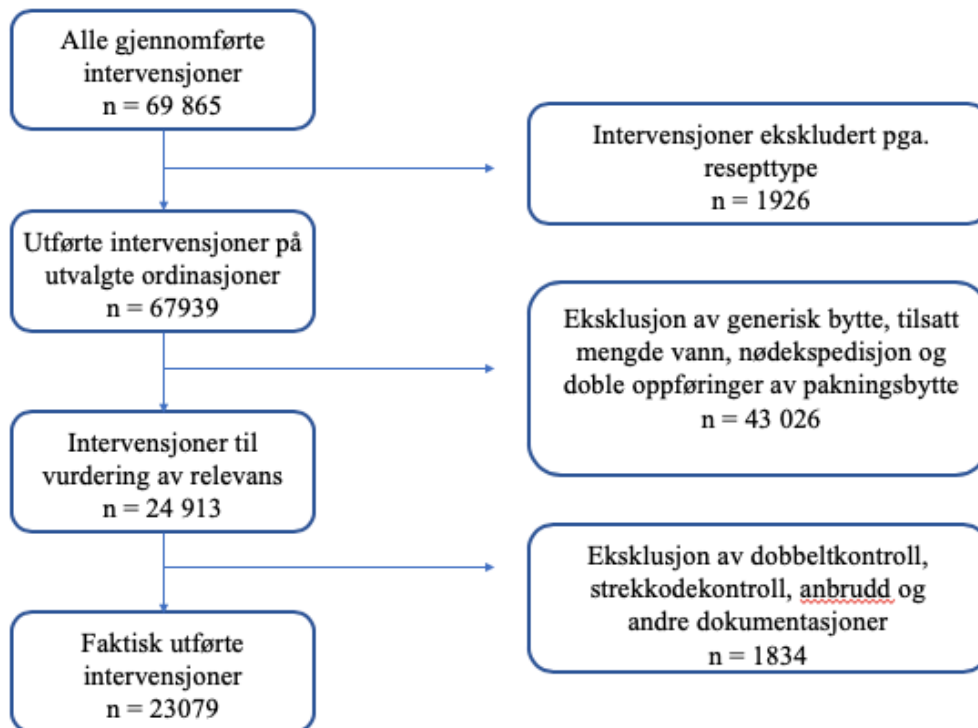 Alle gjennomførte
intervensjoner
n = 69 865
Intervensjoner ekskludert pga.
resepttype
n = 1926
Utførte intervensjoner på
utvalgte ordinasjoner
n = 67939
Eksklusjon av generisk bytte, tilsatt
mengde vann, nødekspedisjon og
doble oppføringer av pakningsbytte
n = 43 026
Intervensjoner til
vurdering av relevans
n = 24 913
Eksklusjon av dobbeltkontroll,
strekkodekontroll, anbrudd og
andre dokumentasjoner
n = 1834
Faktisk utførte
intervensjoner
n = 23079